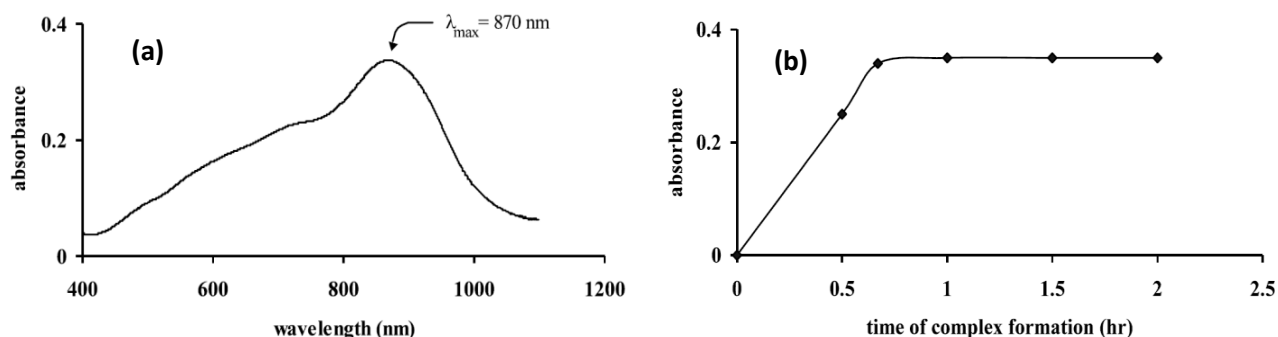 (a)
λmax= 870 nm
absorbance
0.4
0.2
0
400 600 800 1000 1200
wavelength (nm)
(b)
absorbance
0.4
0.2
0
0 0.5 1 1.5 2 2.5
time of complex formation (hr)